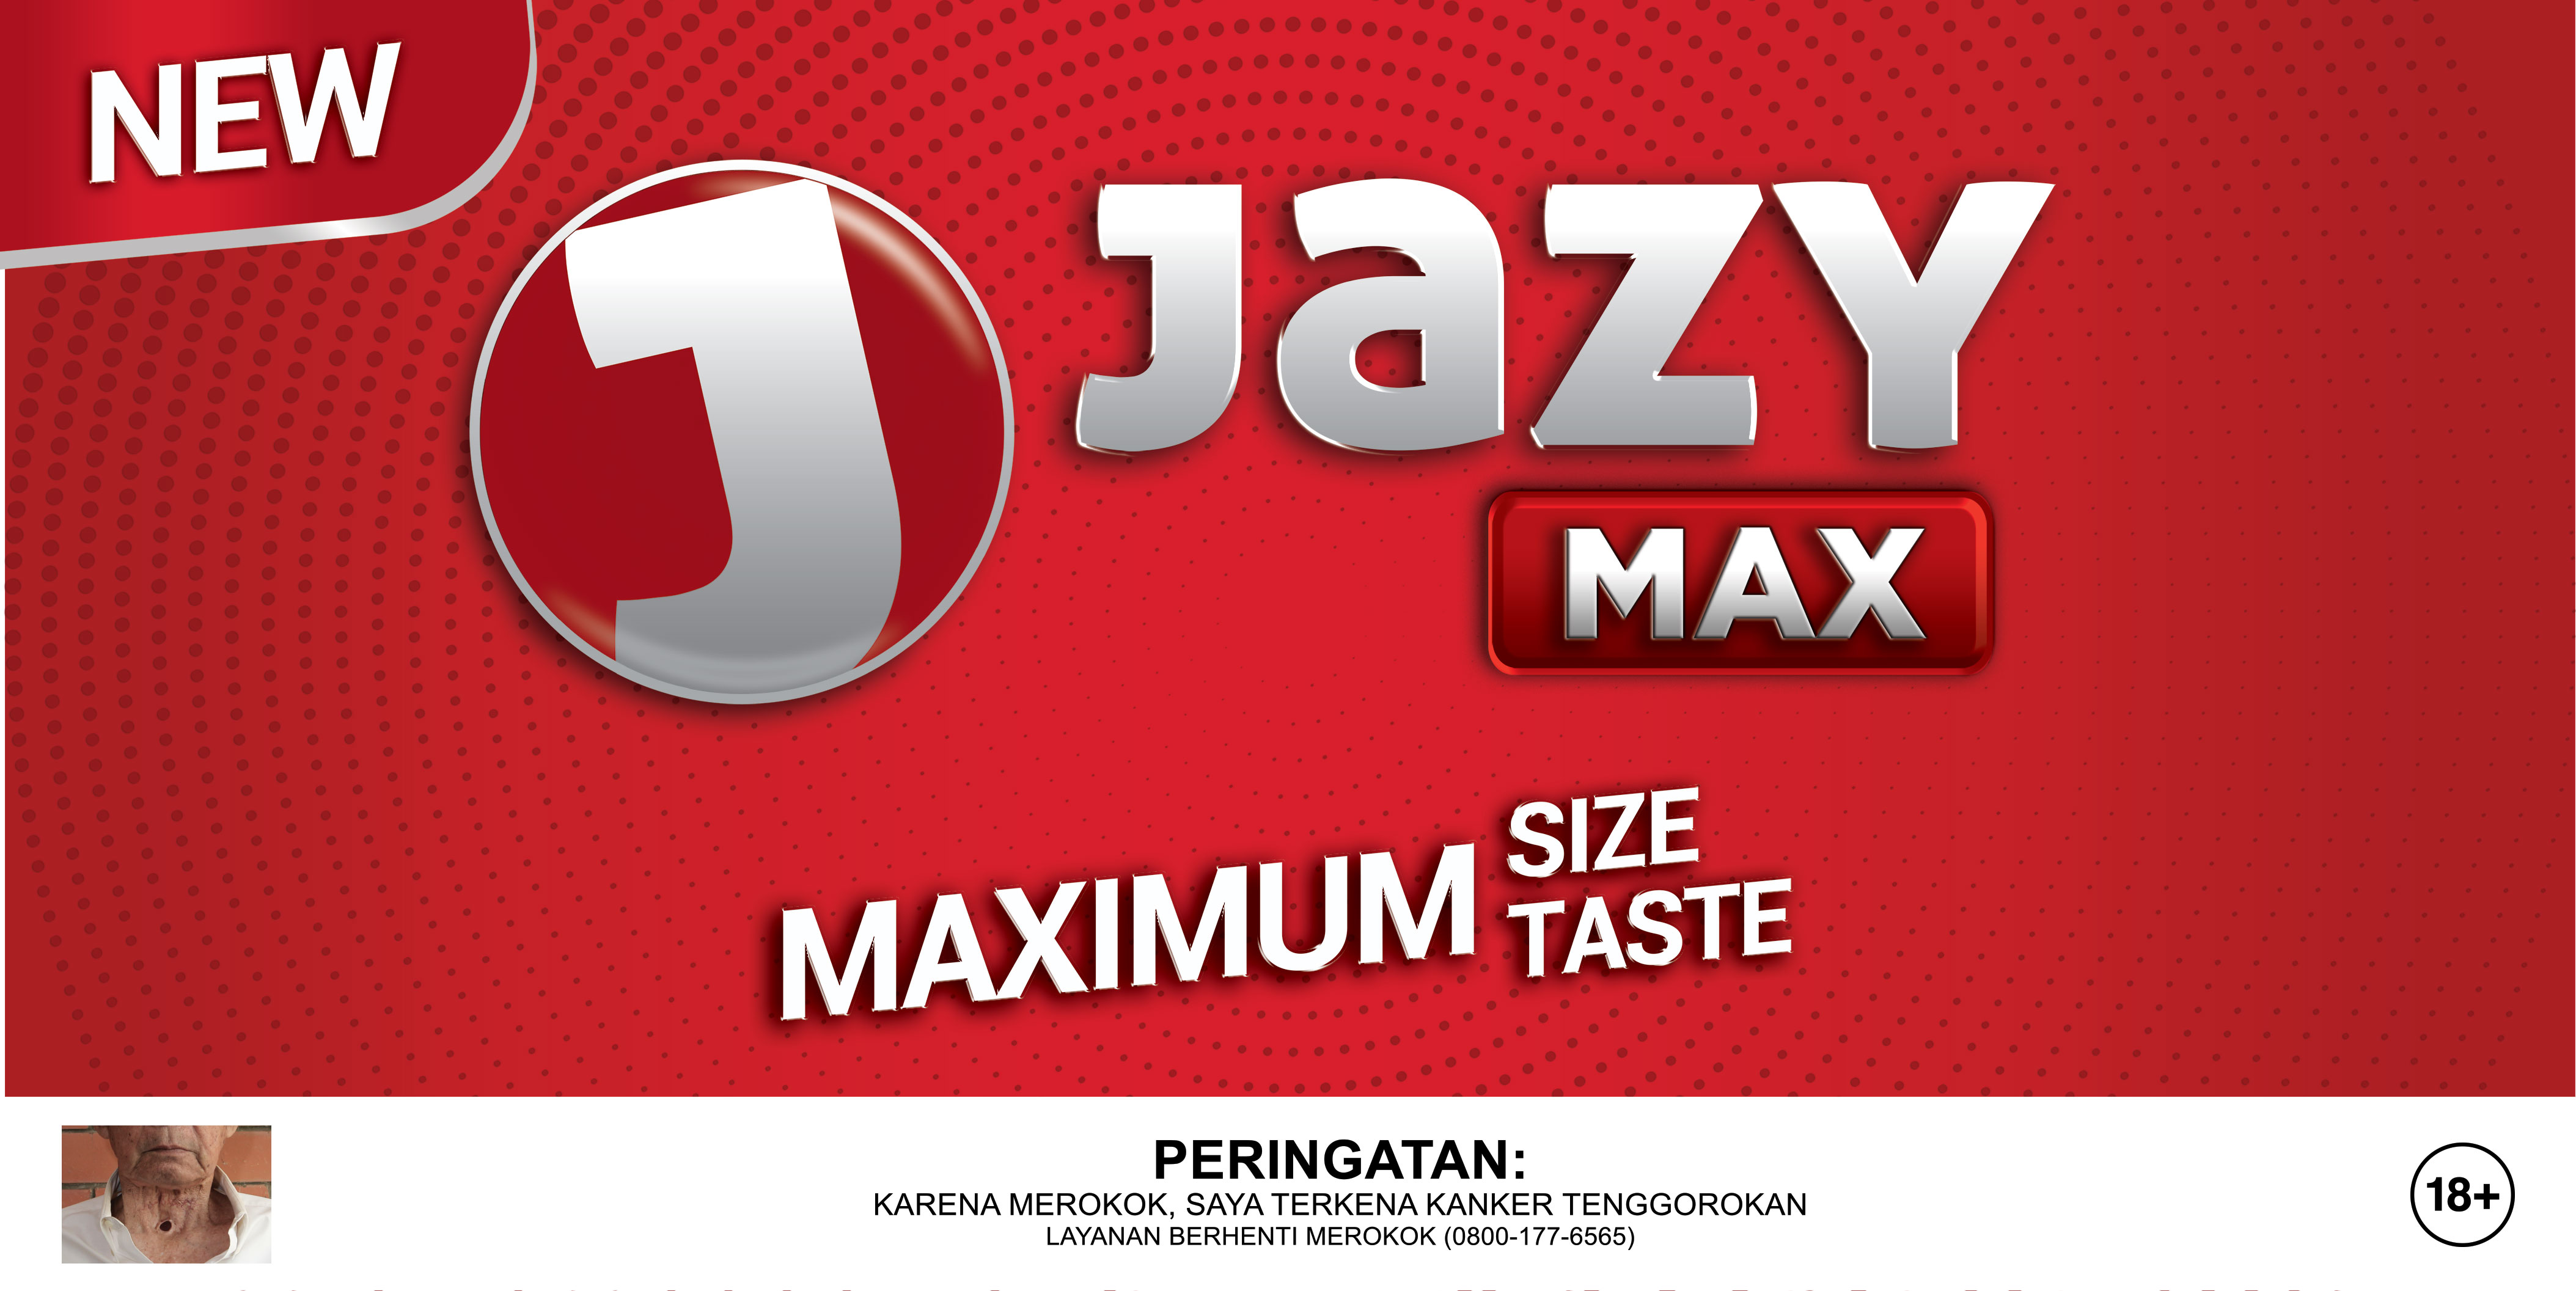 NEW
J
JaZY
MAX
MAXIMUM SIZE
TASTE
PERINGATAN:
KARENA MEROKOK, SAYA TERKENA KANKER TENGGOROKAN
LAYANAN BERHENTI MEROKOK (0800-177-6565)
18+